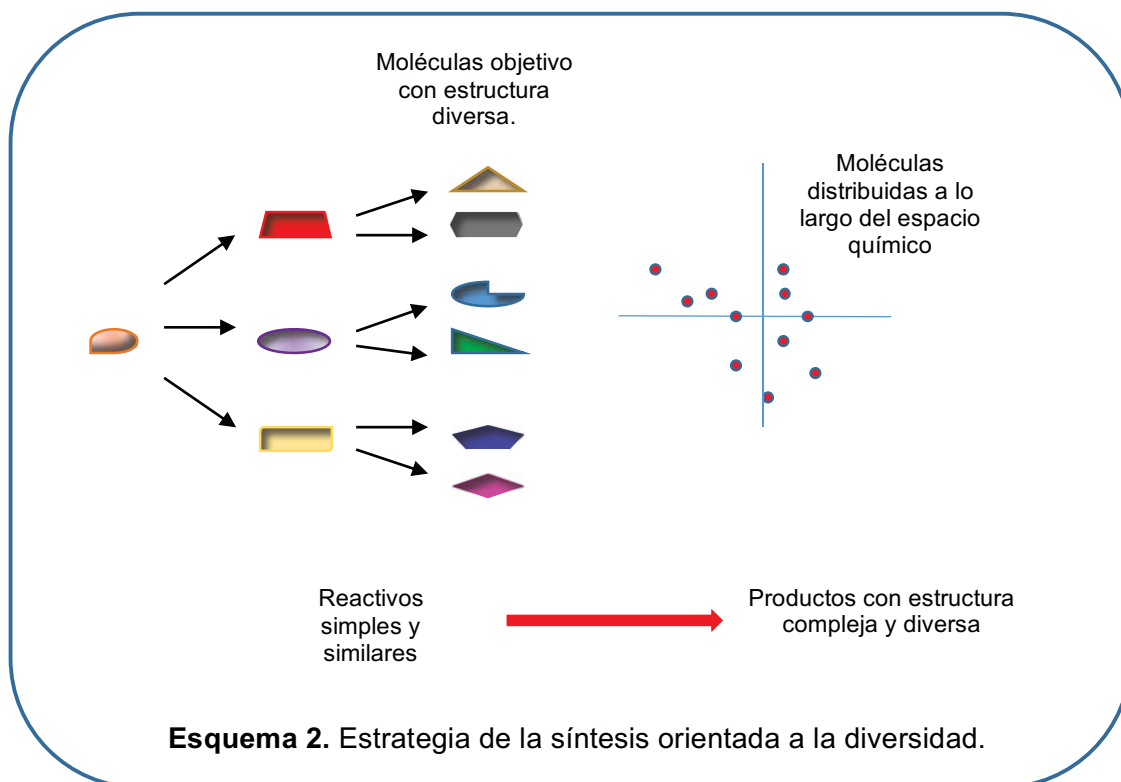 Moléculas objetivo
con estructura
diversa.
Moléculas
distribuidas a lo
largo del espacio
químico
Reactivos
simples y
similares
Productos con estructura
compleja y diversa
Esquema 2. Estrategia de la síntesis orientada a la diversidad.